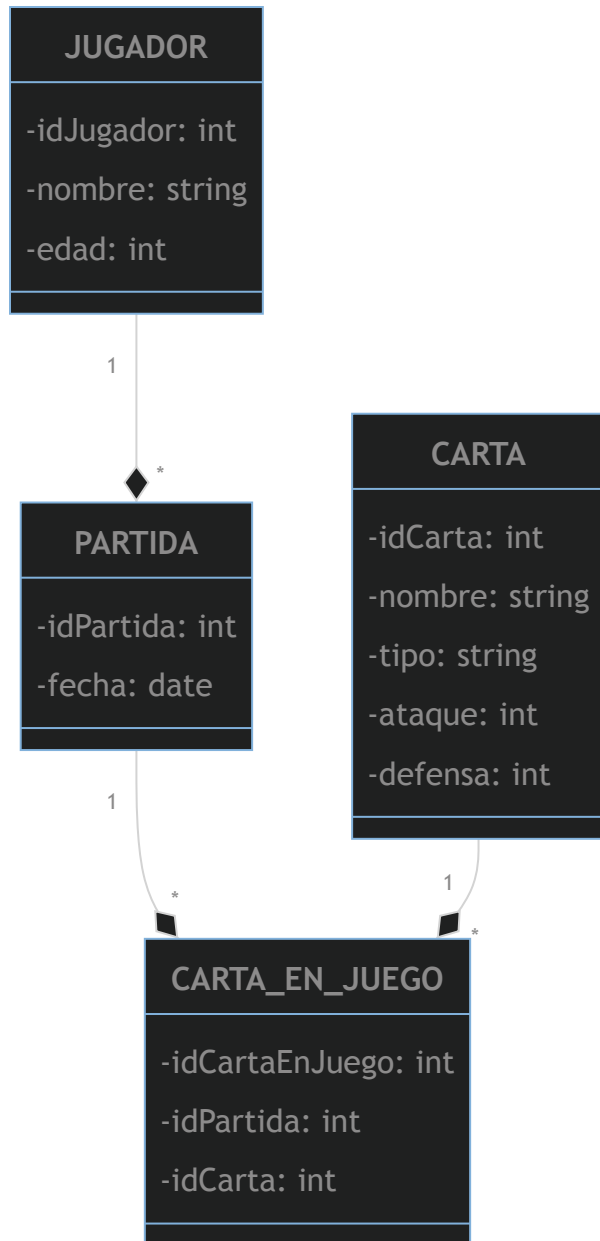 JUGADOR
-idJugador: int
-nombre: string
-edad: int
1
*
PARTIDA
-idPartida: int
-fecha: date
CARTA
-idCarta: int
-nombre: string
-tipo: string
-ataque: int
-defensa: int
1
*
1
*
CARTA_EN_JUEGO
-idCartaEnJuego: int
-idPartida: int
-idCarta: int